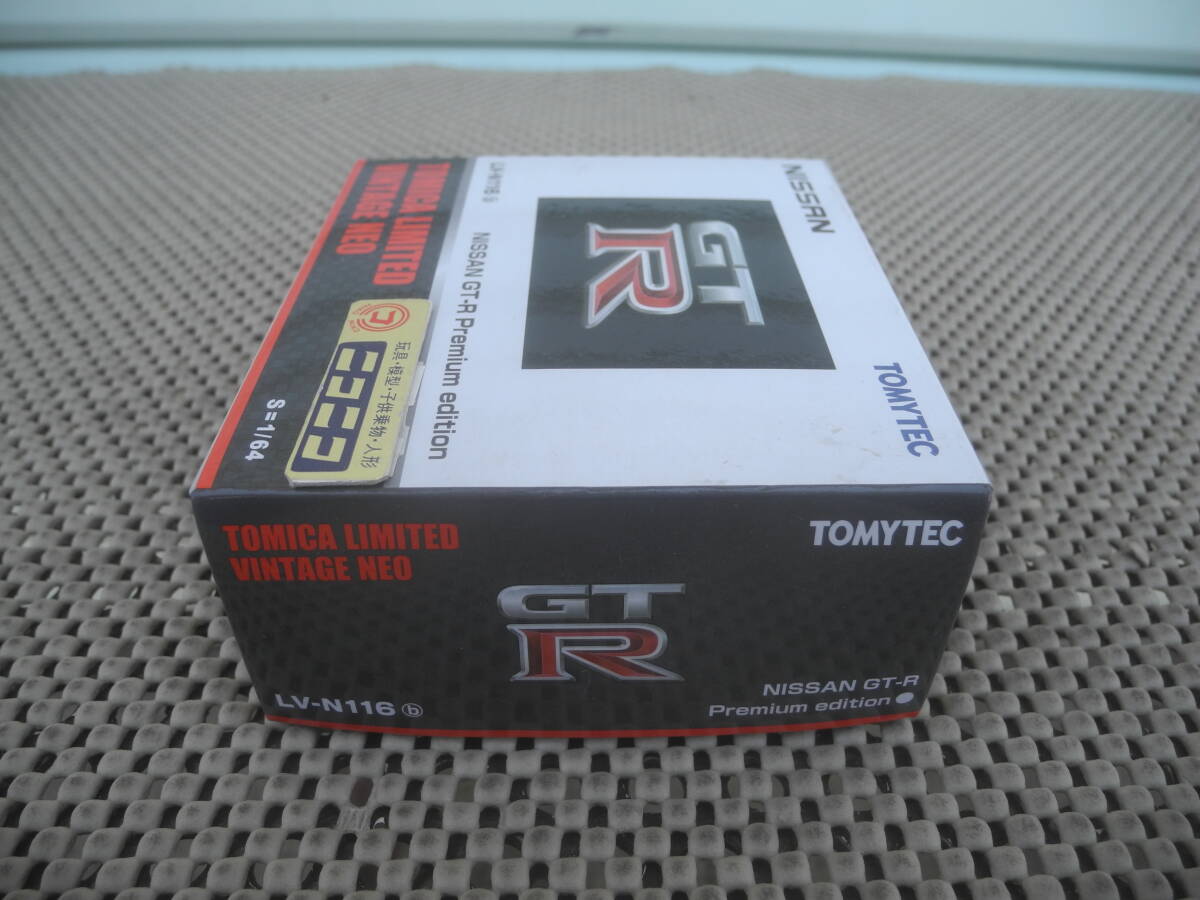 NISSAN
GT
R
TOMYTEC
LV-N116 ⓑ
NISSAN GT-R Premium edition
TOMICA LIMITED
VINTAGE NEO
玩具・模型・子供乗物・人形
S=1/64
TOMICA LIMITED
VINTAGE NEO
TOMYTEC
GT
R
LV-N116 ⓑ
NISSAN GT-R
Premium edition